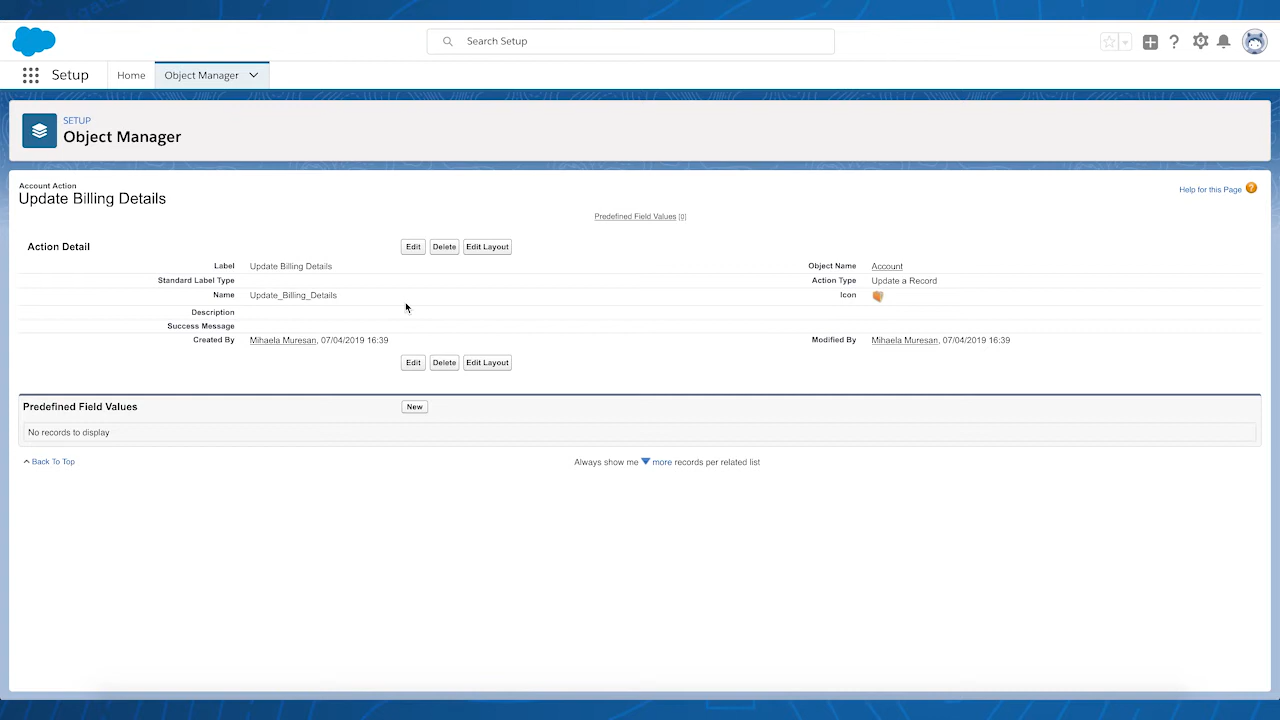 Search Setup
Setup
Home
Object Manager
SETUP
Object Manager
Account Action
Update Billing Details
Help for this Page
Predefined Field Values [0]
Action Detail
Edit
Delete
Edit Layout
Label Update Billing Details Object Name Account
Standard Label Type Action Type Update a Record
Name Update_Billing_Details Icon
Description
Success Message
Created By Mihaela Muresan, 07/04/2019 16:39 Modified By Mihaela Muresan, 07/04/2019 16:39
Edit
Delete
Edit Layout
Predefined Field Values New
No records to display
Back To Top
Always show me more records per related list